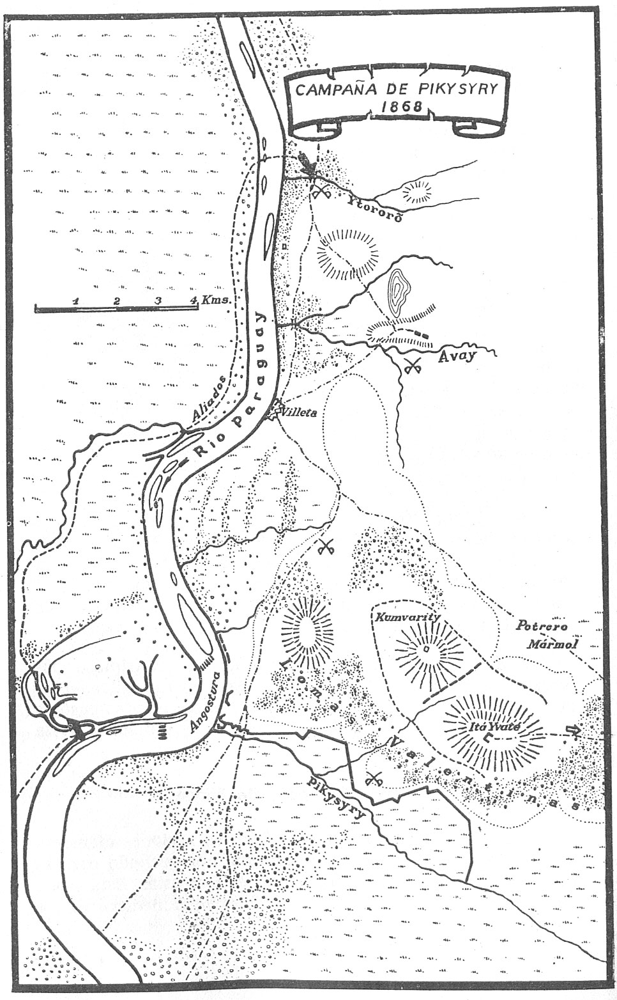 CAMPAÑA DE PIKYSYRY
1868
Ytororõ
1 2 3 4 Kms.
Avay
Rio Paraguay
Aliados
Villeta
Kumvarity
Potrero
Mármol
Lomas Valentinas
Angostura
Itá Yvaté
Pikysyry